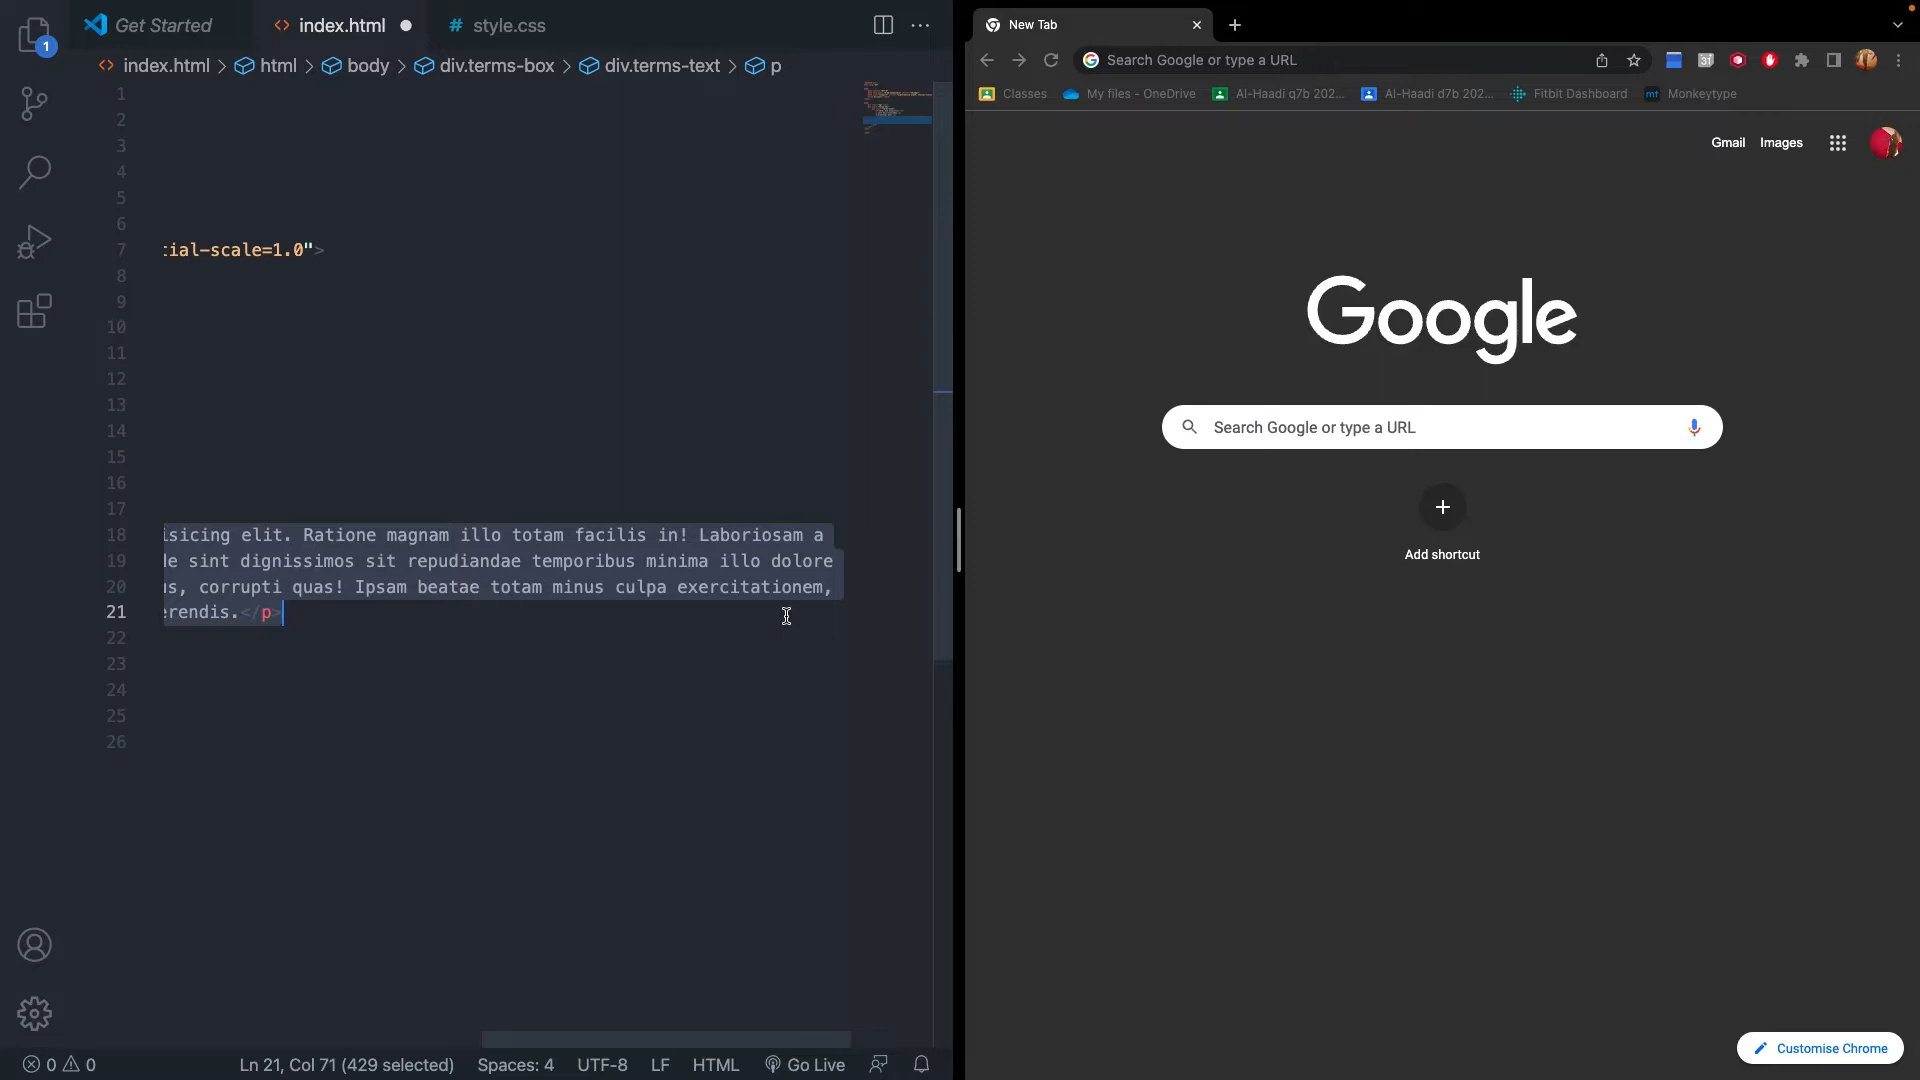 Get Started
index.html
# style.css
1
index.html > html > body > div.terms-box > div.terms-text > p
1
2
3
4
5
6
7 tial-scale=1.0">
8
9
10
11
12
13
14
15
16
17
18 isicing elit. Ratione magnam illo totam facilis in! Laboriosam a
19 de sint dignissimos sit repudiandae temporibus minima illo dolore
20 us, corrupti quas! Ipsam beatae totam minus culpa exercitationem,
21 erendis.</p>
22
23
24
25
26
0 0
Ln 21, Col 71 (429 selected)
Spaces: 4
UTF-8
LF
HTML
Go Live
New Tab
Search Google or type a URL
31
Classes
My files - OneDrive
Al-Haadi q7b 202...
Al-Haadi d7b 202...
Fitbit Dashboard
mt Monkeytype
Gmail
Images
Google
Search Google or type a URL
Add shortcut
Customise Chrome